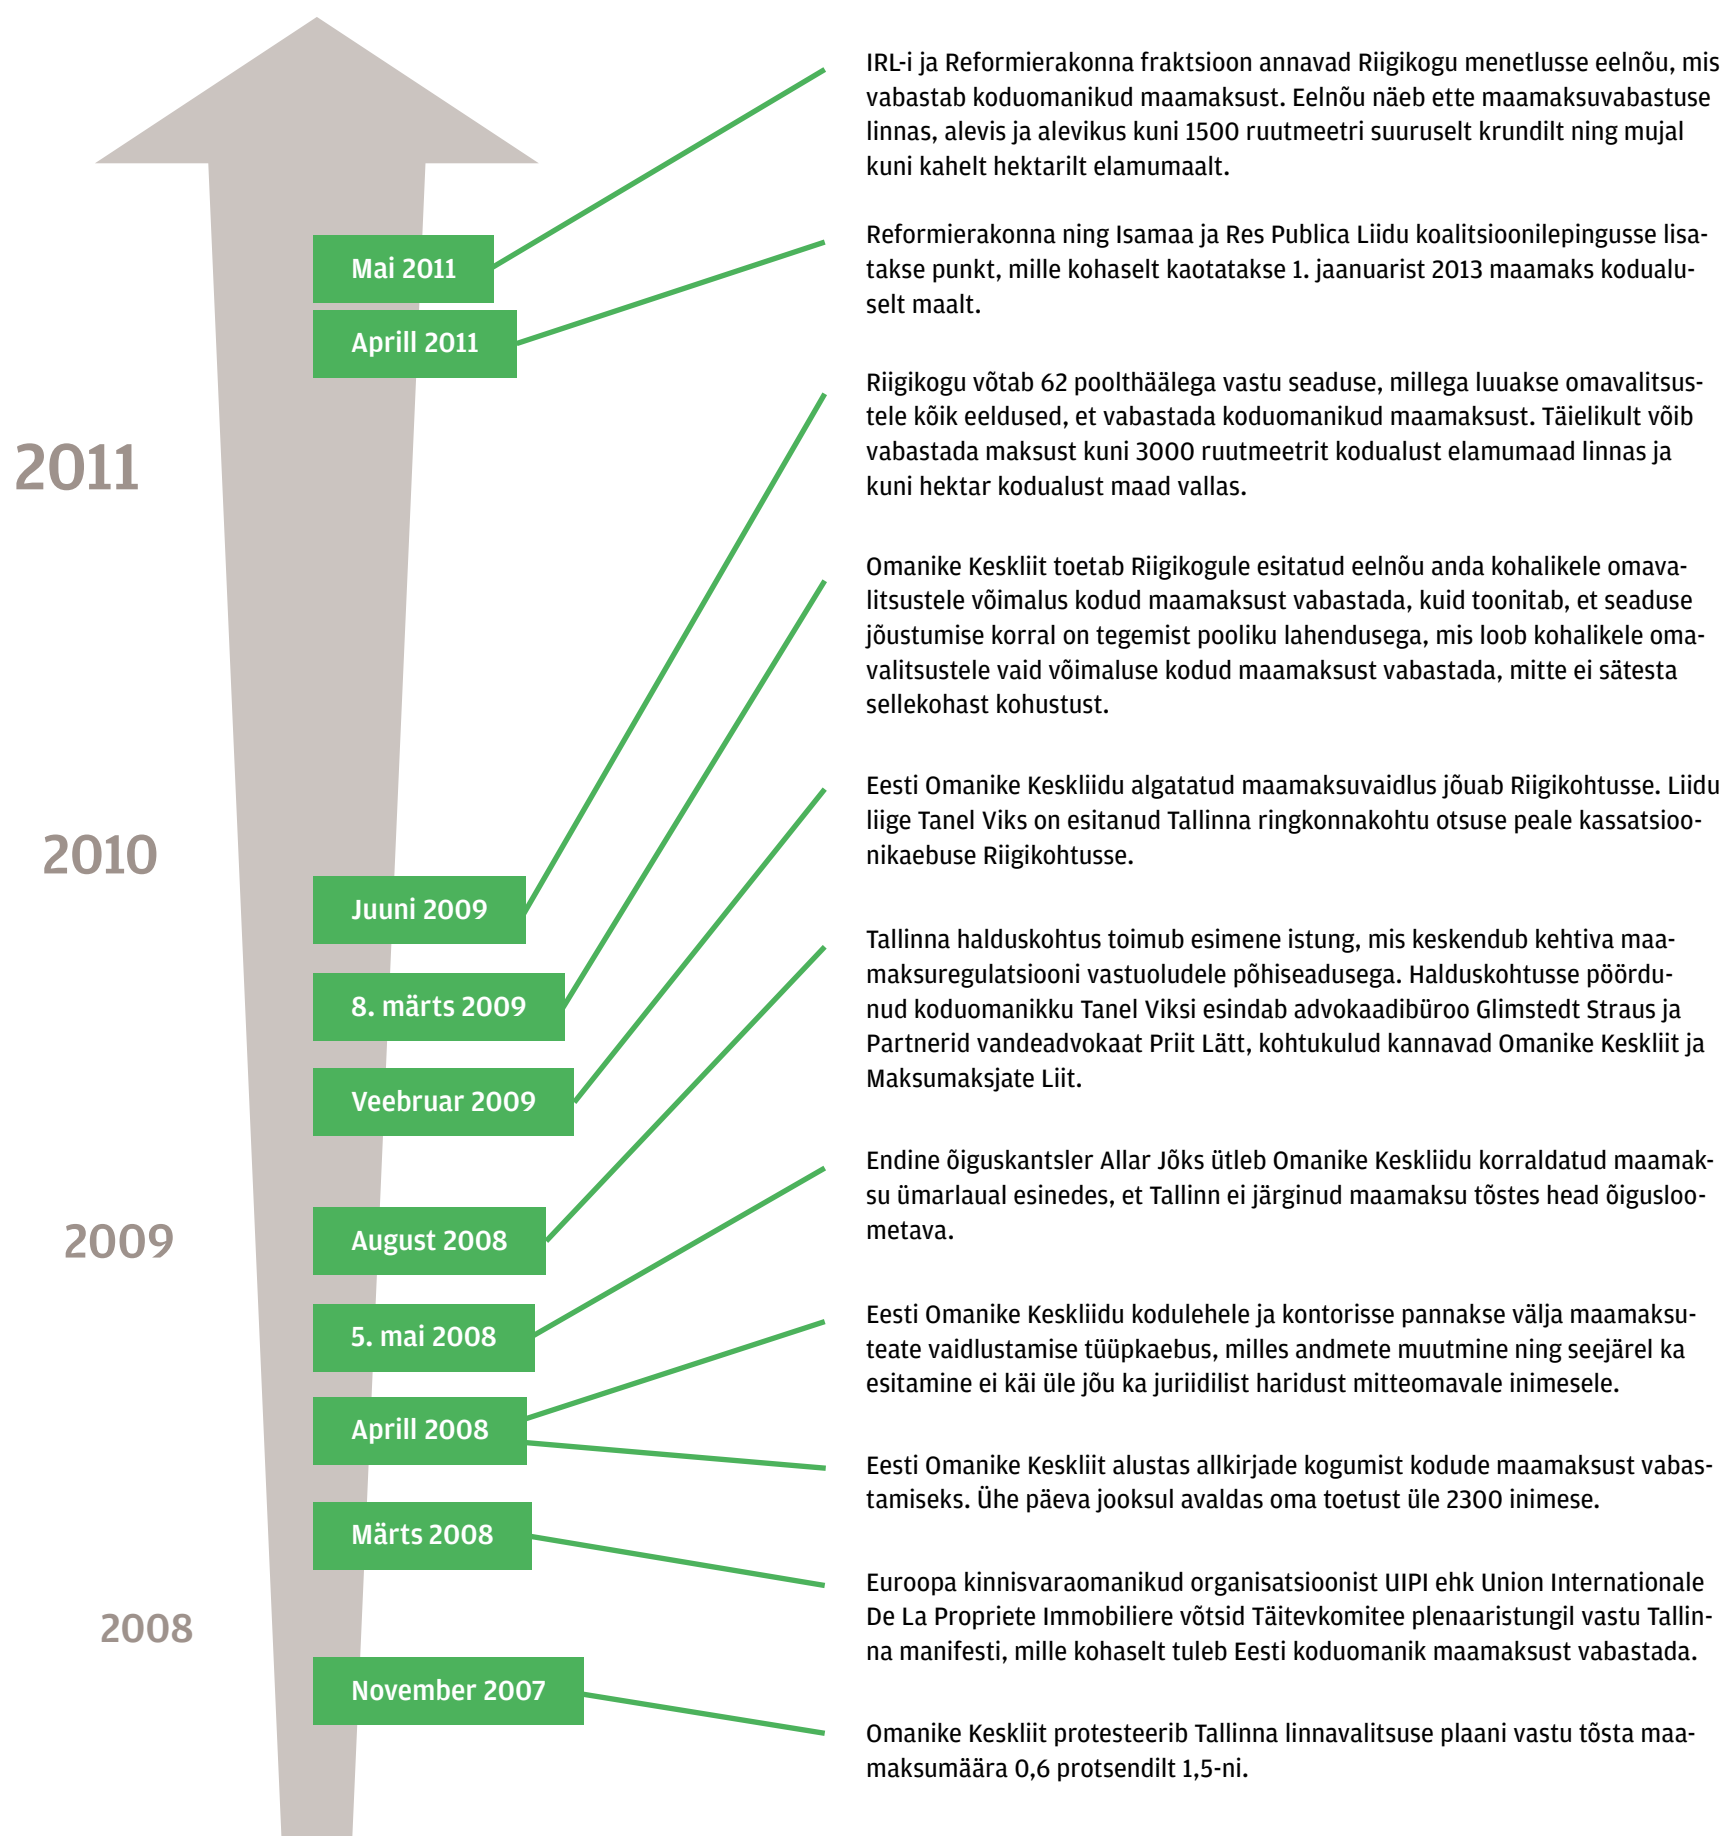 IRL-i ja Reformierakonna fraktsioon annavad Riigikogu menetlusse eelnõu, mis
vabastab koduomanikud maamaksust. Eelnõu näeb ette maamaksuvabastuse
linnas, alevis ja alevikus kuni 1500 ruutmeetri suuruselt krundilt ning mujal
kuni kahelt hektarilt elamumaalt.
Mai 2011
Reformierakonna ning Isamaa ja Res Publica Liidu koalitsioonilepingusse lisa-
takse punkt, mille kohaselt kaotatakse 1. jaanuarist 2013 maamaks kodualu-
selt maalt.
Aprill 2011
Riigikogu võtab 62 poolthäälega vastu seaduse, millega luuakse omavalitsus-
tele kõik eeldused, et vabastada koduomanikud maamaksust. Täielikult võib
vabastada maksust kuni 3000 ruutmeetrit kodualust elamumaad linnas ja
kuni hektar kodualust maad vallas.
2011
Omanike Keskliit toetab Riigikogule esitatud eelnõu anda kohalikele omava-
litsustele võimalus kodud maamaksust vabastada, kuid toonitab, et seaduse
jõustumise korral on tegemist pooliku lahendusega, mis loob kohalikele oma-
valitsustele vaid võimaluse kodud maamaksust vabastada, mitte ei sätesta
sellekohast kohustust.
Eesti Omanike Keskliidu algatatud maamaksuvaidlus jõuab Riigikohtusse. Liidu
liige Tanel Viks on esitanud Tallinna ringkonnakohtu otsuse peale kassatsioo-
nikaebuse Riigikohtusse.
2010
Juuni 2009
Tallinna halduskohtus toimub esimene istung, mis keskendub kehtiva maa-
maksuregulatsiooni vastuoludele põhiseadusega. Halduskohtusse pöördu-
nud koduomanikku Tanel Viksi esindab advokaadibüroo Glimstedt Straus ja
Partnerid vandeadvokaat Priit Lätt, kohtukulud kannavad Omanike Keskliit ja
Maksumaksjate Liit.
8. märts 2009
Veebruar 2009
Endine õiguskantsler Allar Jõks ütleb Omanike Keskliidu korraldatud maamak-
su ümarlaual esinedes, et Tallinn ei järginud maamaksu tõstes head õigusloo-
metava.
2009
August 2008
5. mai 2008
Eesti Omanike Keskliidu kodulehele ja kontorisse pannakse välja maamaksu-
teate vaidlustamise tüüpkaebus, milles andmete muutmine ning seejärel ka
esitamine ei käi üle jõu ka juriidilist haridust mitteomavale inimesele.
Aprill 2008
Eesti Omanike Keskliit alustas allkirjade kogumist kodude maamaksust vabas-
tamiseks. Ühe päeva jooksul avaldas oma toetust üle 2300 inimese.
Märts 2008
Euroopa kinnisvaraomanikud organisatsioonist UIPI ehk Union Internationale
De La Propriete Immobiliere võtsid Täitevkomitee plenaaristungil vastu Tallin-
na manifesti, mille kohaselt tuleb Eesti koduomanik maamaksust vabastada.
2008
November 2007
Omanike Keskliit protesteerib Tallinna linnavalitsuse plaani vastu tõsta maa-
maksumäära 0,6 protsendilt 1,5-ni.